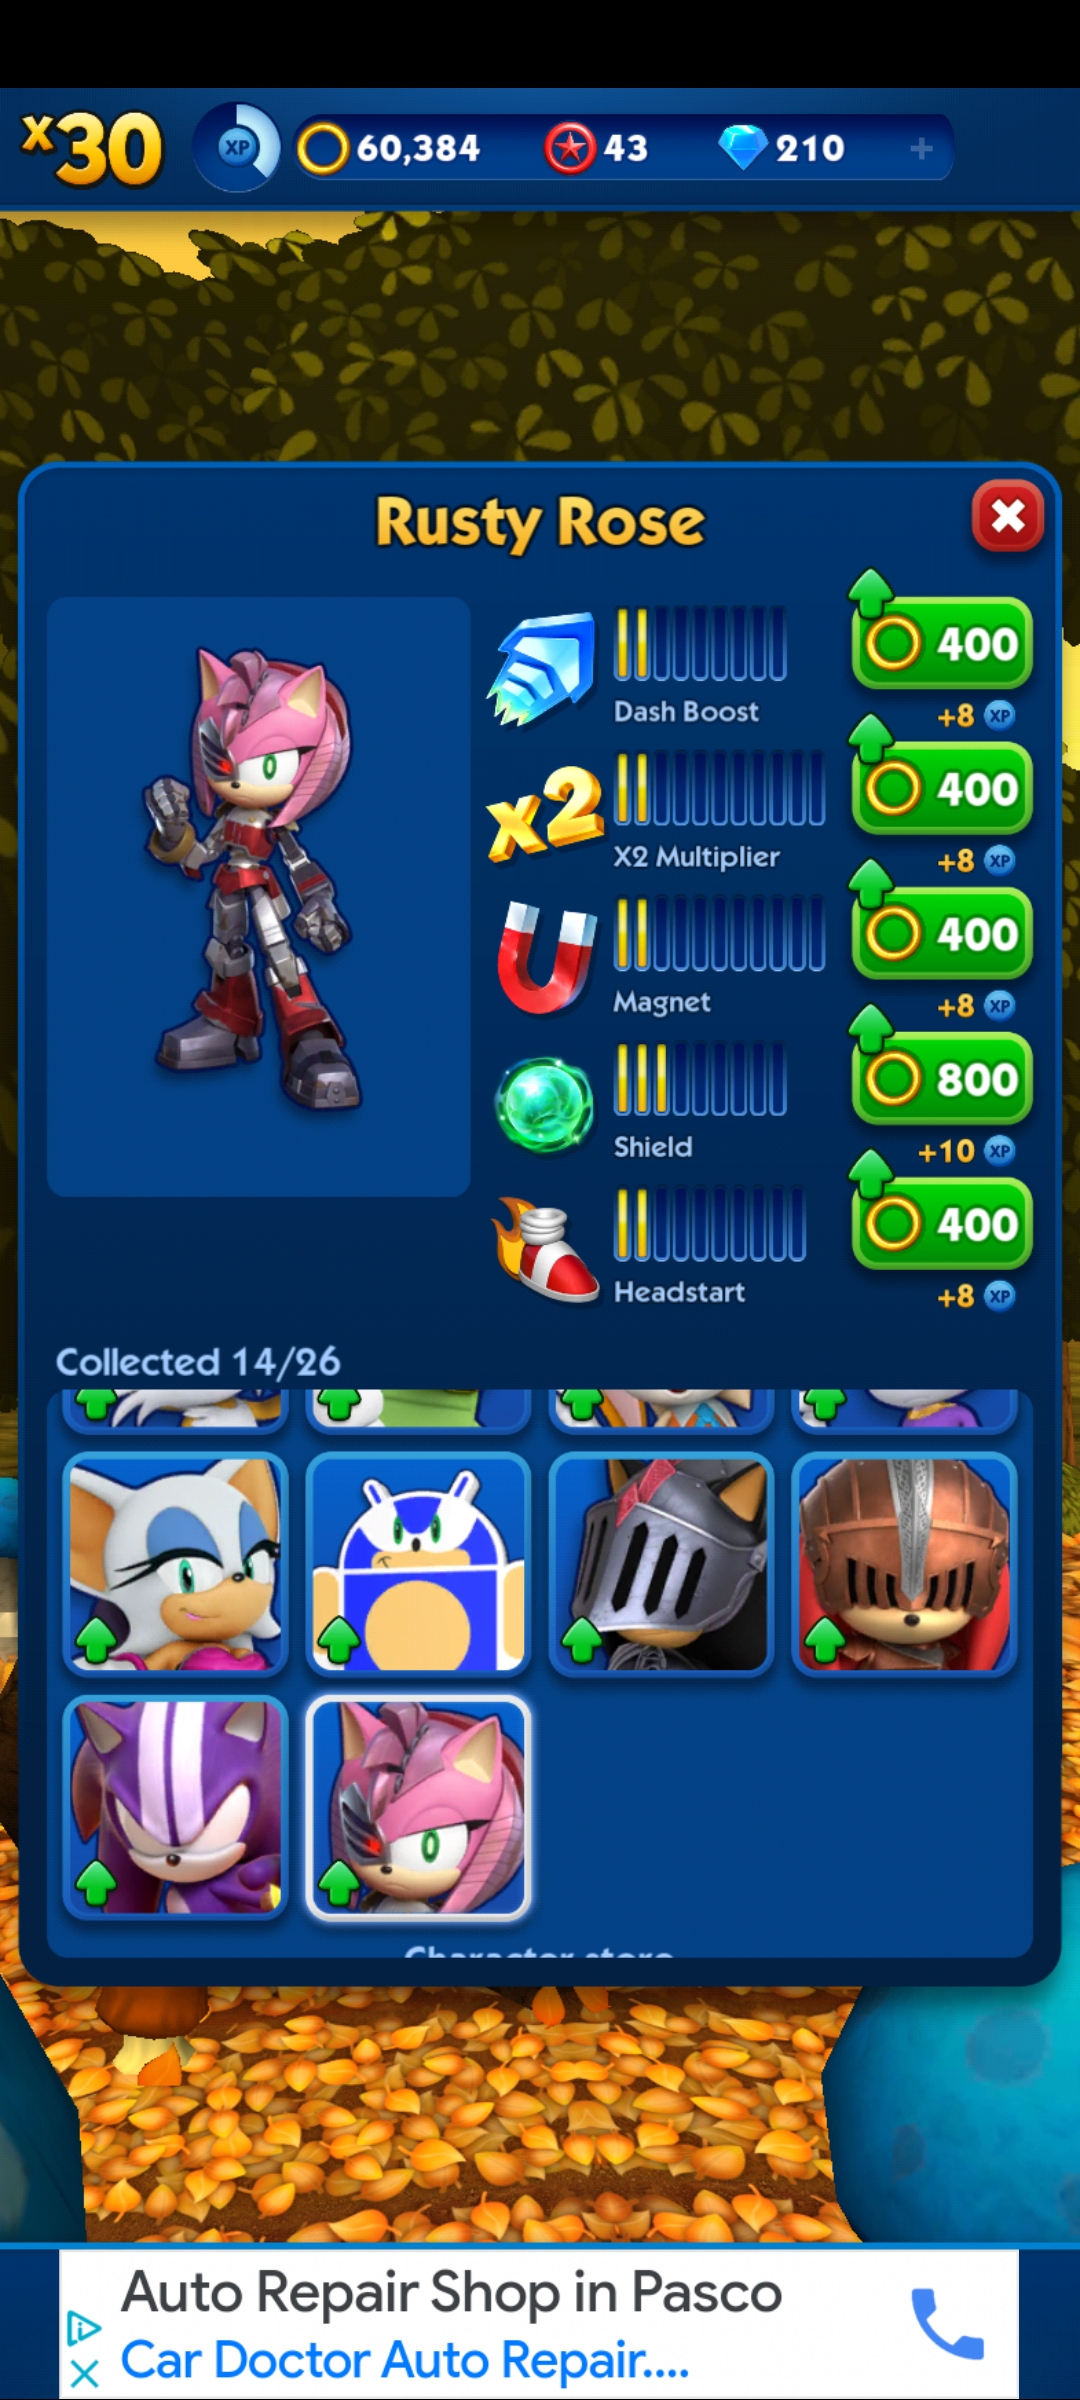 x30
XP
60,384
43
210
+
Rusty Rose
400
Dash Boost
+8 XP
x2
400
X2 Multiplier
+8 XP
400
Magnet
+8 XP
800
Shield
+10 XP
400
Headstart
+8 XP
Collected 14/26
Character store
Auto Repair Shop in Pasco
Car Doctor Auto Repair....